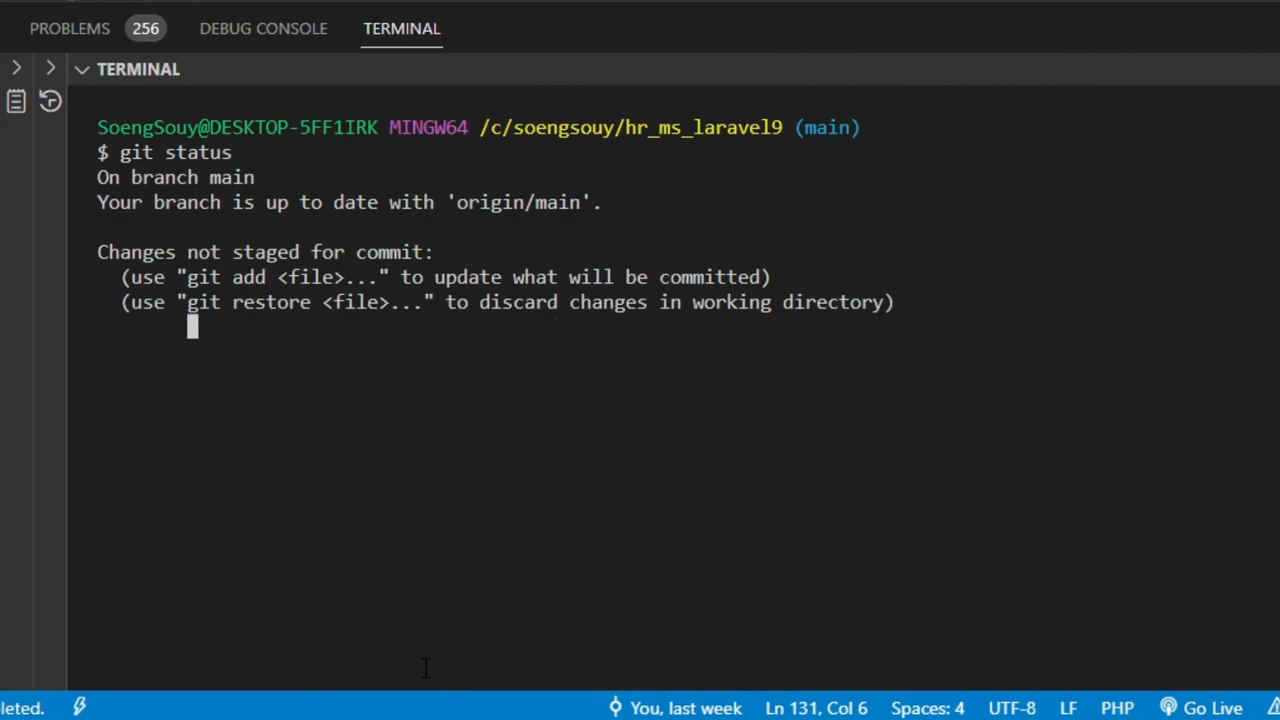 PROBLEMS 256 DEBUG CONSOLE TERMINAL
TERMINAL
SoengSouy@DESKTOP-5FF1IRK MINGW64 /c/soengsouy/hr_ms_laravel9 (main)
$ git status
On branch main
Your branch is up to date with 'origin/main'.
Changes not staged for commit:
(use "git add <file>..." to update what will be committed)
(use "git restore <file>..." to discard changes in working directory)
leted. You, last week Ln 131, Col 6 Spaces: 4 UTF-8 LF PHP Go Live